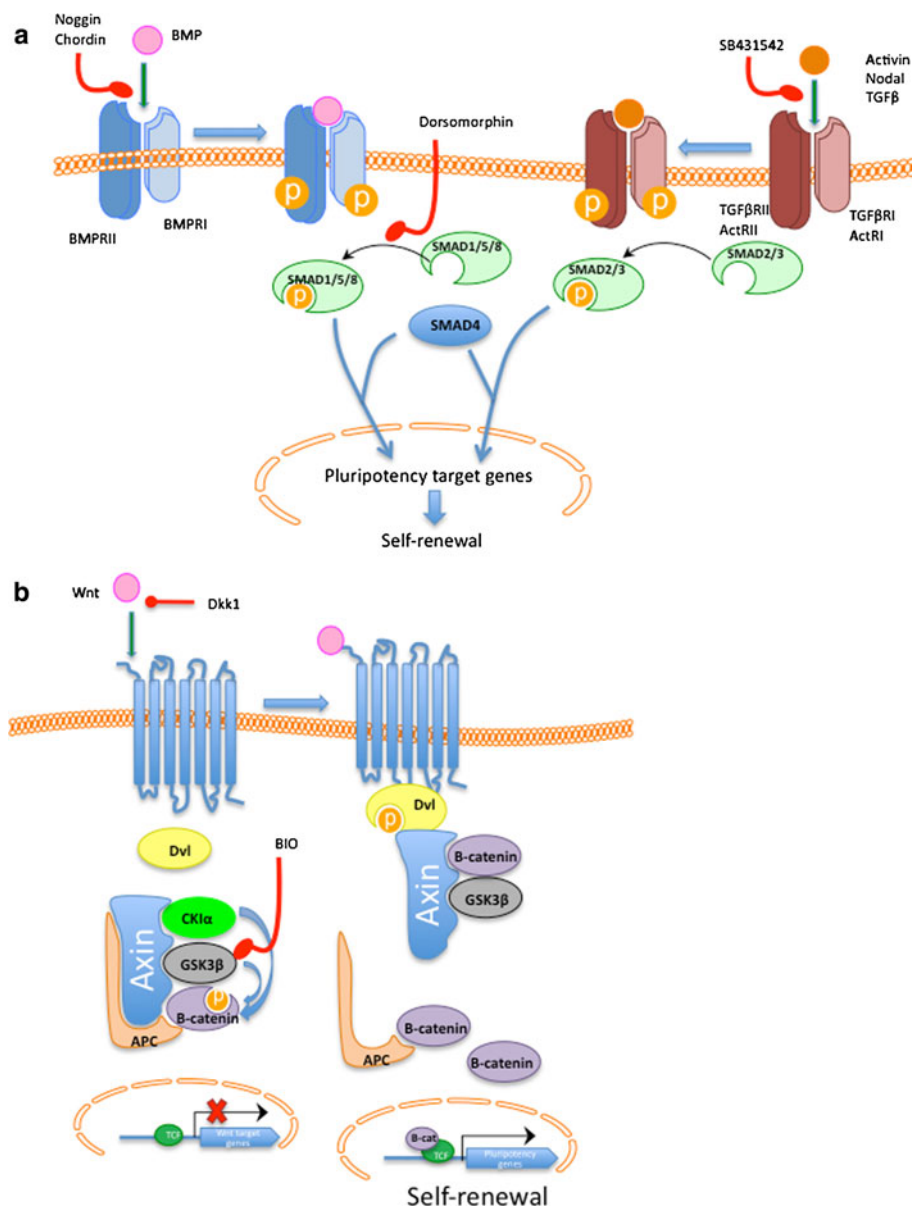 a
Noggin
Chordin
BMP
SB431542
Activin
Nodal
TGFβ
Dorsomorphin
P
P
P
P
BMPRII
BMPRI
TGFβRII
ActRII
TGFβRI
ActRI
SMAD1/5/8
SMAD1/5/8
P
SMAD2/3
P
SMAD2/3
SMAD4
Pluripotency target genes
Self-renewal
b
Wnt
Dkk1
Dvl
P
Dvl
BIO
Axin
CKIα
GSK3β
P
B-catenin
APC
Axin
B-catenin
GSK3β
B-catenin
APC
B-catenin
TCF
Wnt target
genes
B-cat
TCF
Pluripotency
genes
Self-renewal